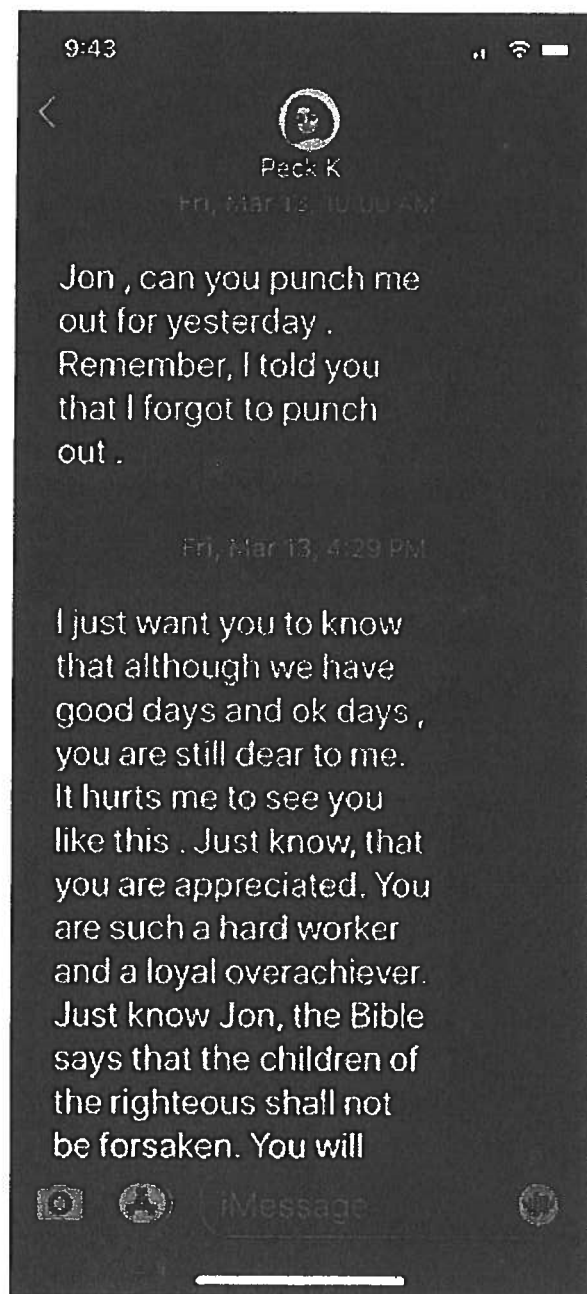 9:43
Peck K
Fri, Mar 13, 10:00 AM
Jon , can you punch me
out for yesterday .
Remember, I told you
that I forgot to punch
out .
Fri, Mar 13, 4:29 PM
I just want you to know
that although we have
good days and ok days ,
you are still dear to me.
It hurts me to see you
like this . Just know, that
you are appreciated. You
are such a hard worker
and a loyal overachiever.
Just know Jon, the Bible
says that the children of
the righteous shall not
be forsaken. You will
iMessage